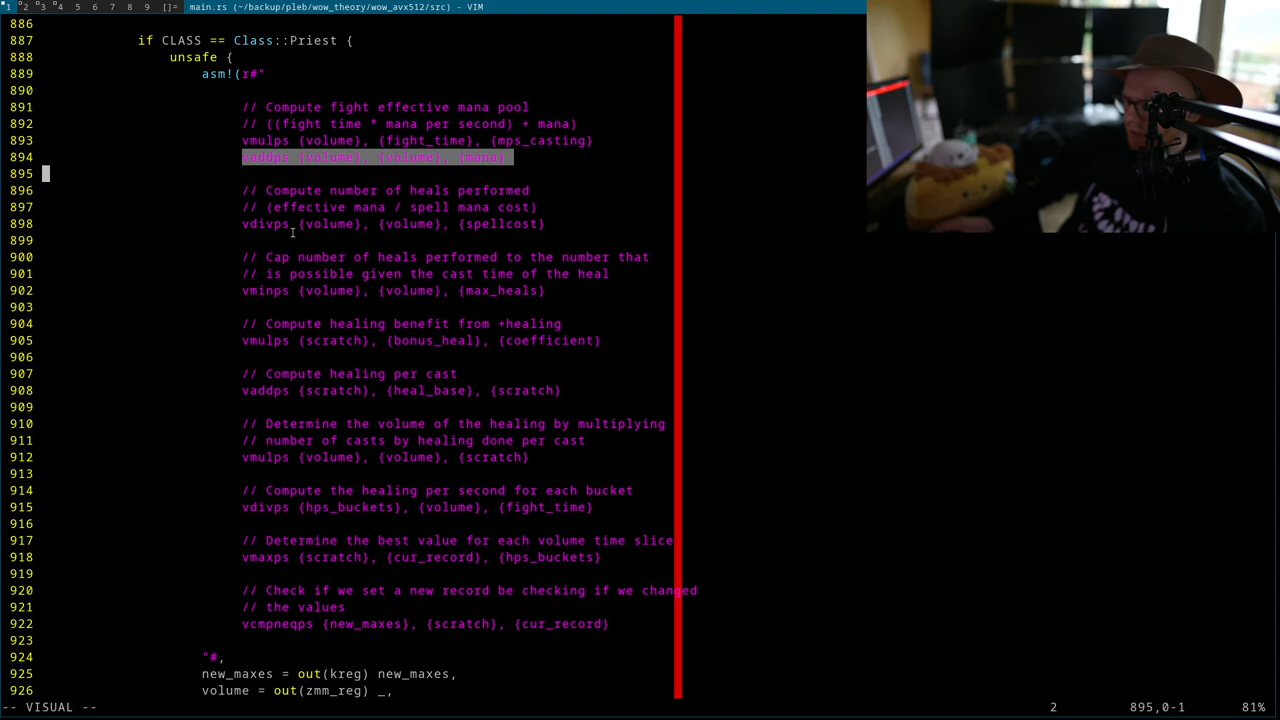 1 2 3 4 5 6 7 8 9 []= main.rs (~/backup/pleb/wow_theory/wow_avx512/src) - VIM
886
887 if CLASS == Class::Priest {
888 unsafe {
889 asm!(r#"
890
891 // Compute fight effective mana pool
892 // ((fight time * mana per second) + mana)
893 vmulps {volume}, {fight_time}, {mps_casting}
894 vaddps {volume}, {volume}, {mana}
895
896 // Compute number of heals performed
897 // (effective mana / spell mana cost)
898 vdivps {volume}, {volume}, {spellcost}
899
900 // Cap number of heals performed to the number that
901 // is possible given the cast time of the heal
902 vminps {volume}, {volume}, {max_heals}
903
904 // Compute healing benefit from +healing
905 vmulps {scratch}, {bonus_heal}, {coefficient}
906
907 // Compute healing per cast
908 vaddps {scratch}, {heal_base}, {scratch}
909
910 // Determine the volume of the healing by multiplying
911 // number of casts by healing done per cast
912 vmulps {volume}, {volume}, {scratch}
913
914 // Compute the healing per second for each bucket
915 vdivps {hps_buckets}, {volume}, {fight_time}
916
917 // Determine the best value for each volume time slice
918 vmaxps {scratch}, {cur_record}, {hps_buckets}
919
920 // Check if we set a new record be checking if we changed
921 // the values
922 vcmpneqps {new_maxes}, {scratch}, {cur_record}
923
924 "#,
925 new_maxes = out(kreg) new_maxes,
926 volume = out(zmm_reg) _,
-- VISUAL -- 2 895,0-1 81%